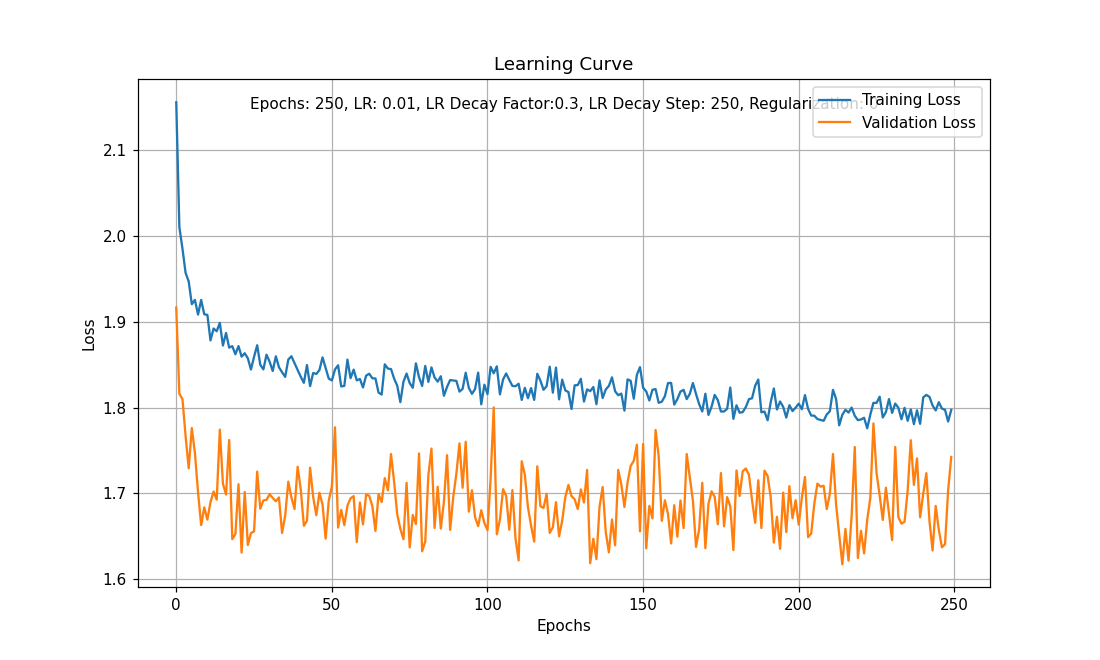 Learning Curve
Epochs: 250, LR: 0.01, LR Decay Factor:0.3, LR Decay Step: 250, Regularization: 0
Training Loss
Validation Loss
2.1
2.0
1.9
1.8
1.7
1.6
Loss
0 50 100 150 200 250
Epochs